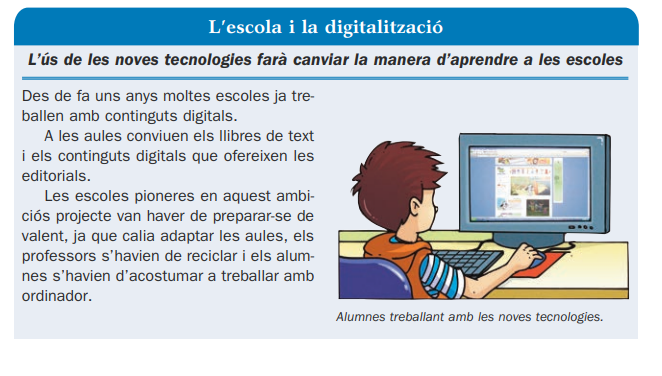 L'escola i la digitalització
L'ús de les noves tecnologies farà canviar la manera d'aprendre a les escoles
Des de fa uns anys moltes escoles ja tre-
ballen amb continguts digitals.
A les aules conviuen els llibres de text
i els continguts digitals que ofereixen les
editorials.
Les escoles pioneres en aquest ambi-
ciós projecte van haver de preparar-se de
valent, ja que calia adaptar les aules, els
professors s'havien de reciclar i els alum-
nes s'havien d'acostumar a treballar amb
ordinador.
Alumnes treballant amb les noves tecnologies.